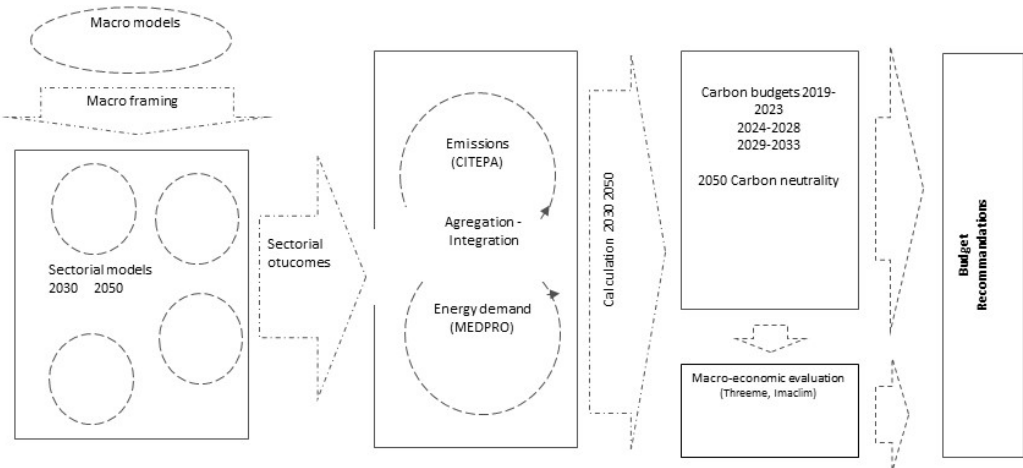 Macro models
Macro framing
Sectorial models
2030 2050
Sectorial
otucomes
Emissions
(CITEPA)
Agregation -
Integration
Energy demand
(MEDPRO)
Calculation 2030 2050
Carbon budgets 2019-
2023
2024-2028
2029-2033
2050 Carbon neutrality
Macro-economic evaluation
(Threeme, Imaclim)
Budget
Recommandations